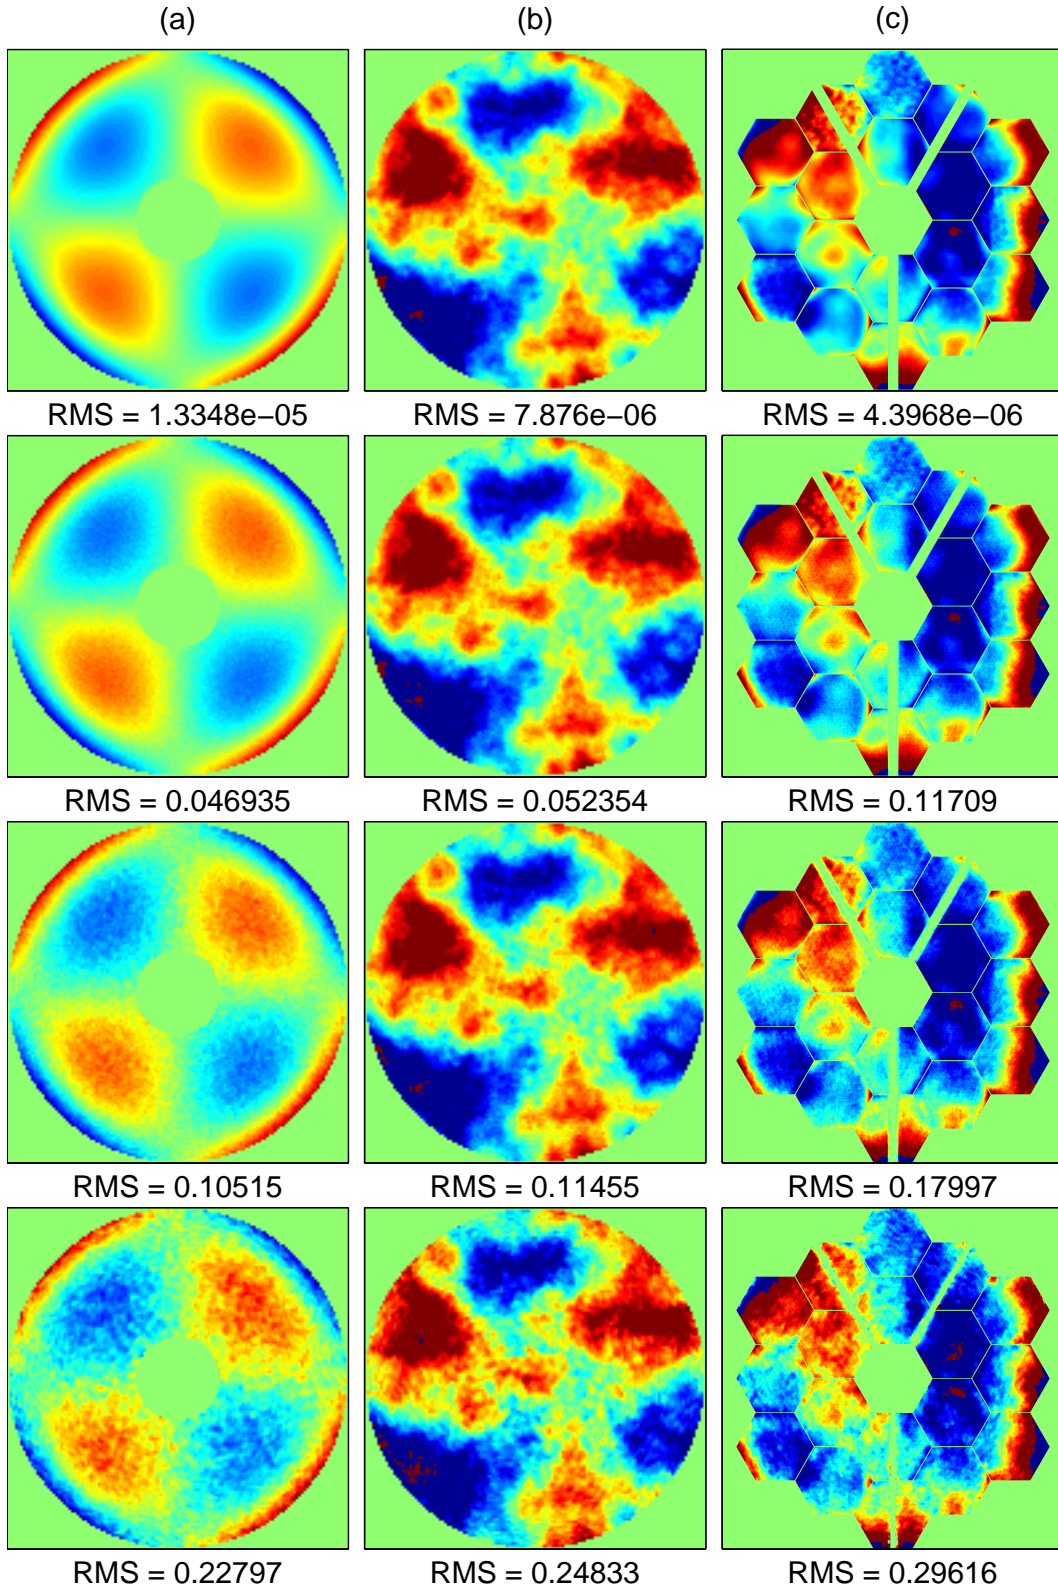 (a) (b) (c)
RMS = 1.3348e−05 RMS = 7.876e−06 RMS = 4.3968e−06
RMS = 0.046935 RMS = 0.052354 RMS = 0.11709
RMS = 0.10515 RMS = 0.11455 RMS = 0.17997
RMS = 0.22797 RMS = 0.24833 RMS = 0.29616